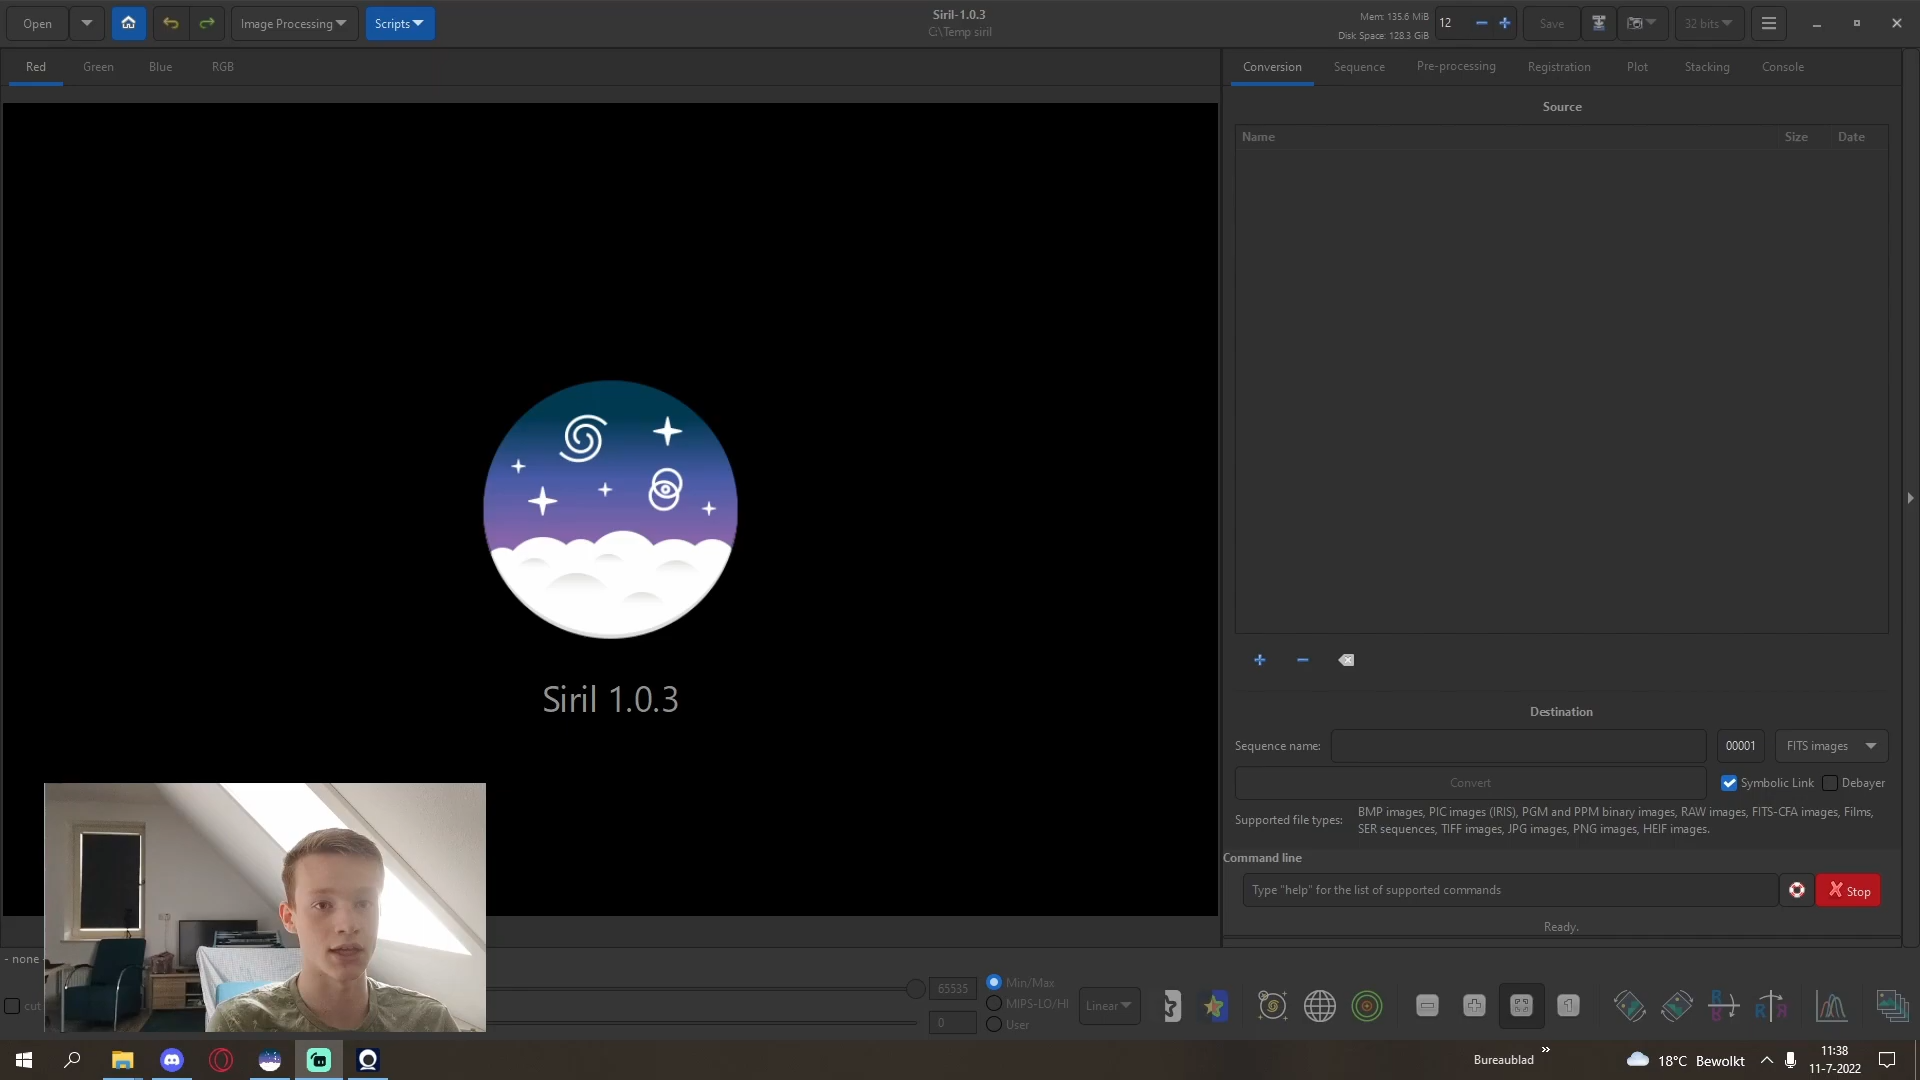 Open
Image Processing
Scripts
Siril-1.0.3
C:\Temp siril
Mem: 135.6 MiB
Disk Space: 128.3 GiB
12
Save
32 bits
Red
Green
Blue
RGB
Conversion
Sequence
Pre-processing
Registration
Plot
Stacking
Console
Source
Name
Size
Date
Siril 1.0.3
Destination
Sequence name:
00001
FITS images
Convert
Symbolic Link
Debayer
Supported file types:
BMP images, PIC images (IRIS), PGM and PPM binary images, RAW images, FITS-CFA images, Films,
SER sequences, TIFF images, JPG images, PNG images, HEIF images.
Command line
Type "help" for the list of supported commands
Stop
Ready.
- none
cut
65535
0
Min/Max
MIPS-LO/HI
User
Linear
Bureaublad
18°C Bewolkt
11:38
11-7-2022